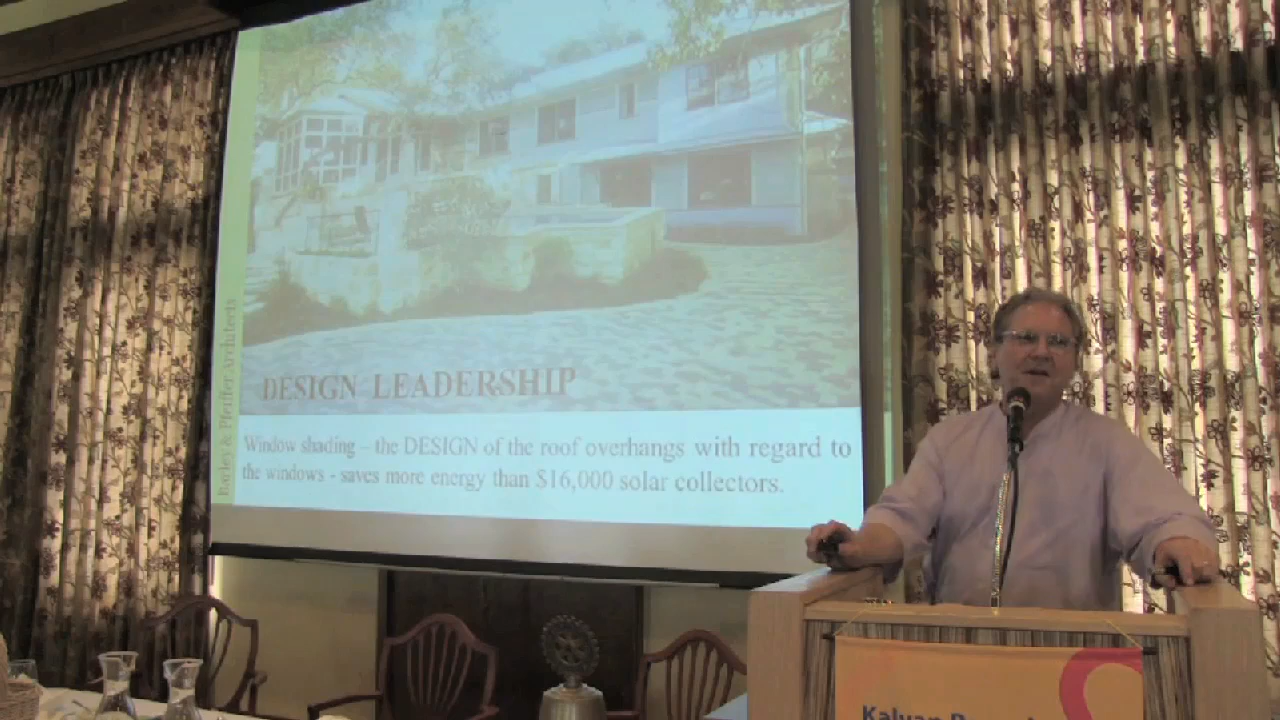 DESIGN LEADERSHIP
Window shading – the DESIGN of the roof overhangs with regard to
the windows - saves more energy than $16,000 solar collectors.
Barley & Pfeiffer Architects
Kalyan